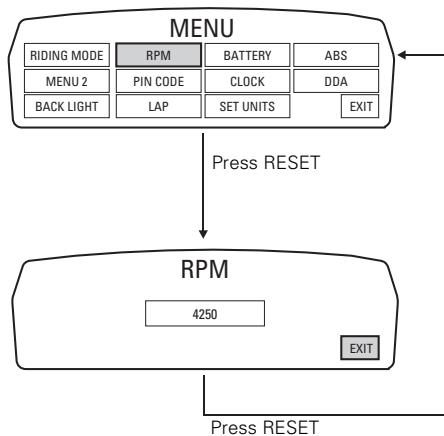 MENU
RIDING MODE RPM BATTERY ABS
MENU 2 PIN CODE CLOCK DDA
BACK LIGHT LAP SET UNITS EXIT
Press RESET
RPM
4250
EXIT
Press RESET